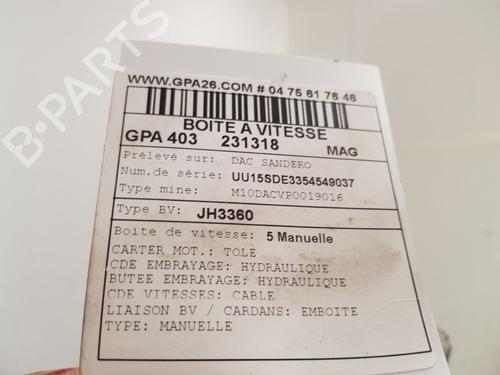 WWW.GPA26.COM # 04 75 61 76 46
BOITE A VITESSE
GPA 403 231318 MAG
Prélevé sur: DAC SANDERO
Num.de série: UU15SDE3354549037
Type mine: M10DACVP0019016
Type BV: JH3360
Boite de vitesse: 5 Manuelle
CARTER MOT.: TOLE
CDE EMBRAYAGE: HYDRAULIQUE
BUTEE EMBRAYAGE: HYDRAULIQUE
CDE VITESSES: CABLE
LIAISON BV / CARDANS: EMBOITE
TYPE: MANUELLE
B-PARTS